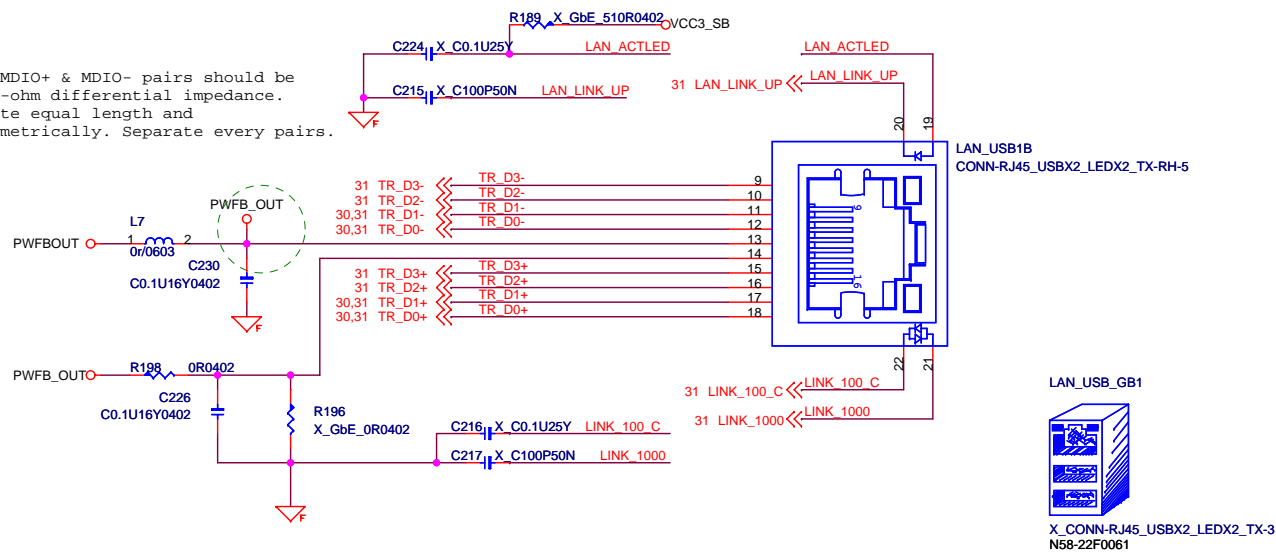 R189 X_GbE_510R0402
VCC3_SB
C224 X_C0.1U25Y LAN_ACTLED
LAN_ACTLED
MDIO+ & MDIO- pairs should be
-ohm differential impedance.
te equal length and
metrically. Separate every pairs.
31 LAN_LINK_UP LAN_LINK_UP
C215 X_C100P50N LAN_LINK_UP
F
20 19
LAN_USB1B
CONN-RJ45_USBX2_LEDX2_TX-RH-5
31 TR_D3- TR_D3- 9
31 TR_D2- TR_D2- 10
30,31 TR_D1- TR_D1- 11
30,31 TR_D0- TR_D0- 12
PWFB_OUT
L7
PWFBOUT 1 2 13
0r/0603
14
C230
C0.1U16Y0402
31 TR_D3+ TR_D3+ 15
31 TR_D2+ TR_D2+ 16
30,31 TR_D1+ TR_D1+ 17
30,31 TR_D0+ TR_D0+ 18
9
16
F
22 21
PWFB_OUT R198 0R0402
C226
C0.1U16Y0402
R196
X_GbE_0R0402
31 LINK_100_C LINK_100_C
31 LINK_1000 LINK_1000
C216 X_C0.1U25Y LINK_100_C
C217 X_C100P50N LINK_1000
F
LAN_USB_GB1
X_CONN-RJ45_USBX2_LEDX2_TX-3
N58-22F0061